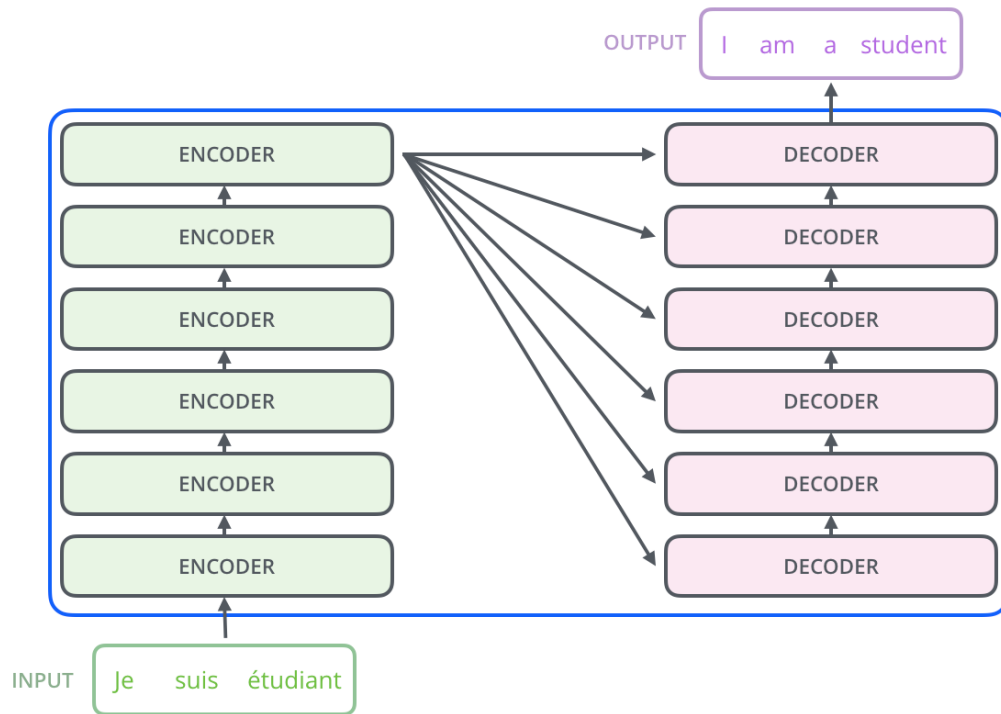 OUTPUT
I am a student
ENCODER
DECODER
ENCODER
DECODER
ENCODER
DECODER
ENCODER
DECODER
ENCODER
DECODER
ENCODER
DECODER
INPUT
Je suis étudiant